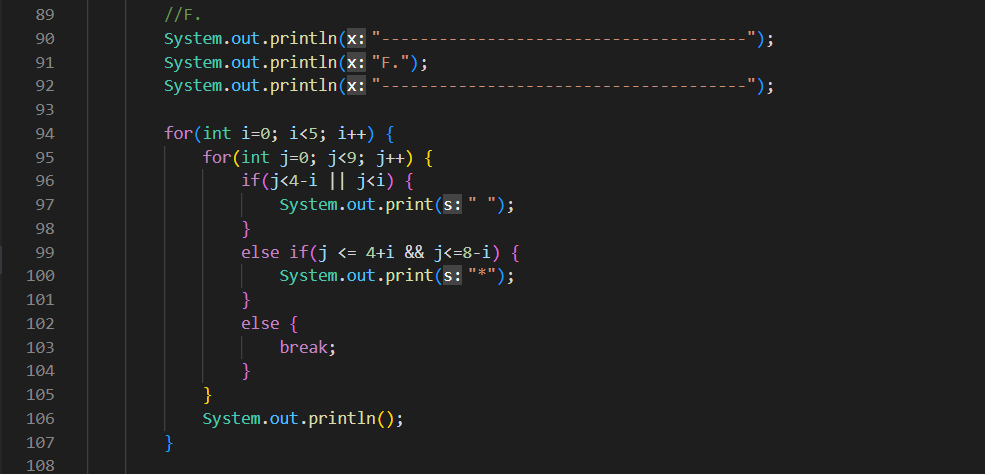 89 //F.
90 System.out.println(x: "--------------------------------------");
91 System.out.println(x: "F.");
92 System.out.println(x: "--------------------------------------");
93
94 for(int i=0; i<5; i++) {
95 for(int j=0; j<9; j++) {
96 if(j<4-i || j<i) {
97 System.out.print(s: " ");
98 }
99 else if(j <= 4+i && j<=8-i) {
100 System.out.print(s: "*");
101 }
102 else {
103 break;
104 }
105 }
106 System.out.println();
107 }
108